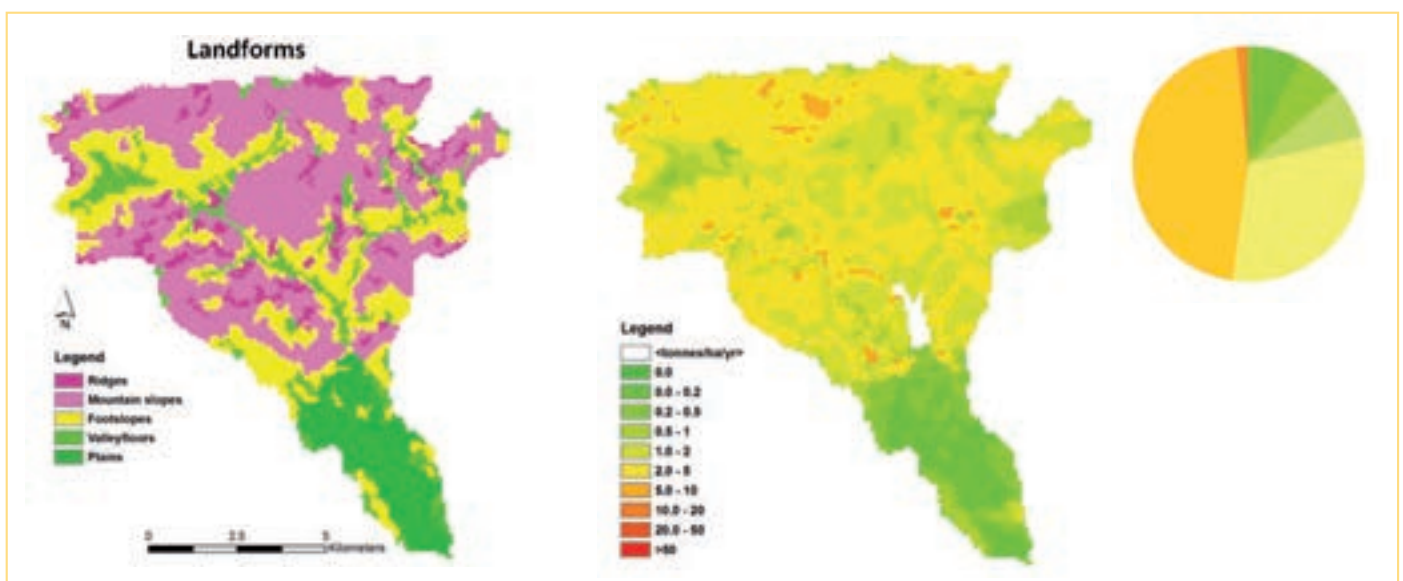 Landforms
N
Legend
Ridges
Mountain slopes
Footslopes
Valleyfloors
Plains
0 2.5 5
Kilometers
Legend
<tonnes/ha/yr>
0.0
0.0 - 0.2
0.2 - 0.5
0.5 - 1
1.0 - 2
2.0 - 5
5.0 - 10
10.0 - 20
20.0 - 50
>50